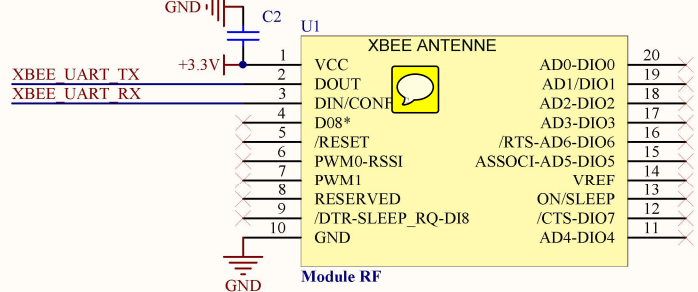 GND
C2
U1
XBEE ANTENNE
+3.3V
1 VCC AD0-DIO0 20
XBEE_UART_TX 2 DOUT AD1/DIO1 19
XBEE_UART_RX 3 DIN/CONF AD2-DIO2 18
4 D08* AD3-DIO3 17
5 /RESET /RTS-AD6-DIO6 16
6 PWM0-RSSI ASSOCI-AD5-DIO5 15
7 PWM1 VREF 14
8 RESERVED ON/SLEEP 13
9 /DTR-SLEEP_RQ-DI8 /CTS-DIO7 12
10 GND AD4-DIO4 11
GND
Module RF